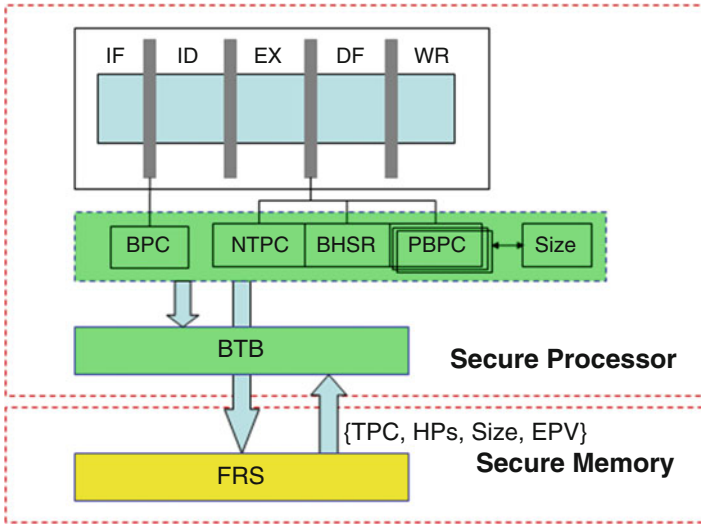 IF ID EX DF WR
BPC NTPC BHSR PBPC Size
BTB
Secure Processor
{TPC, HPs, Size, EPV}
Secure Memory
FRS